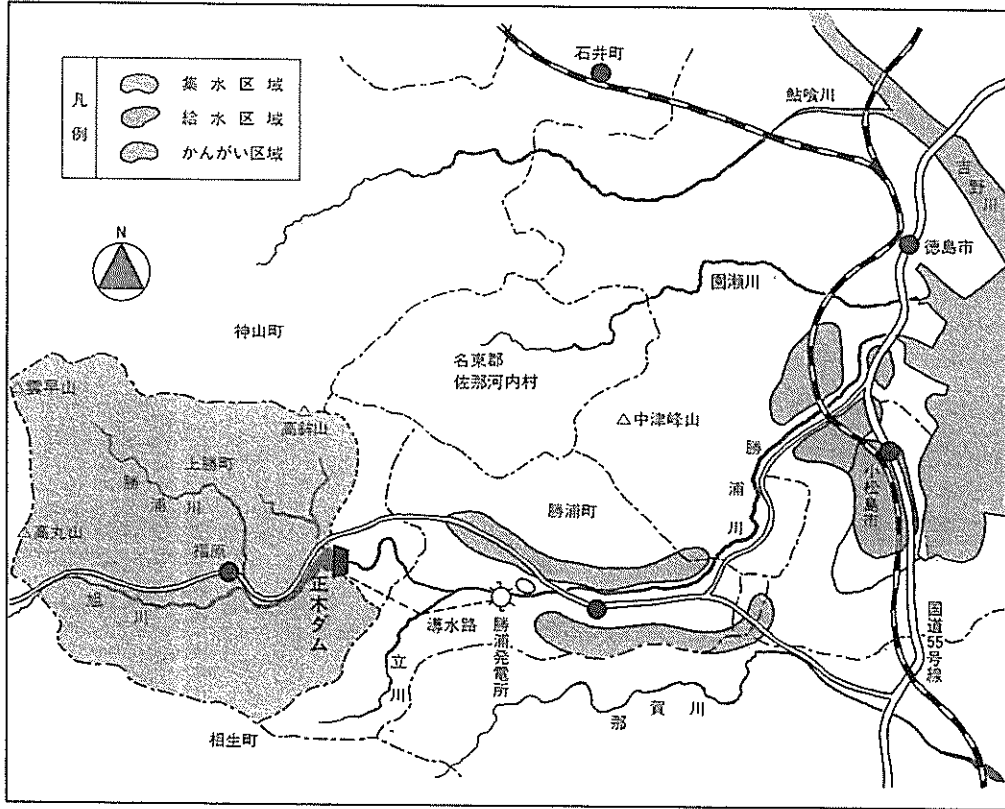 凡例
集水区域
給水区域
かんがい区域
N
石井町
鮎喰川
吉野川
徳島市
園瀬川
神山町
名東郡
佐那河内村
△中津峰山
△雲早山
△高鉾山
上勝町
勝浦川
勝浦川
勝浦町
小松島市
△高丸山
福原
旭川
正木ダム
導水路
勝浦発電所
立川
那賀川
国道55号線
相生町